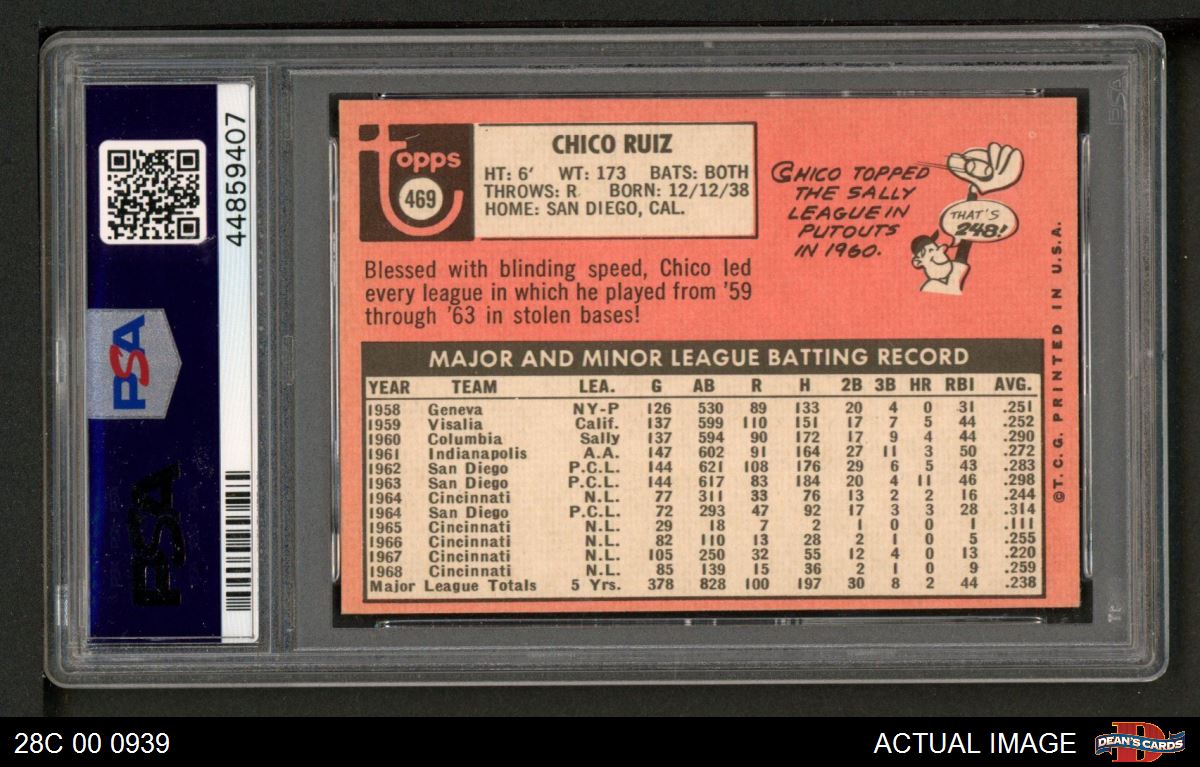 44859407
PSA
PSA
topps
469
CHICO RUIZ
HT: 6' WT: 173 BATS: BOTH
THROWS: R. BORN: 12/12/38
HOME: SAN DIEGO, CAL.
CHICO TOPPED
THE SALLY
LEAGUE IN
PUTOUTS
IN 1960.
THAT'S
248!
Blessed with blinding speed, Chico led
every league in which he played from '59
through '63 in stolen bases!
MAJOR AND MINOR LEAGUE BATTING RECORD
YEAR TEAM LEA. G AB R H 2B 3B HR RBI AVG.
1958 Geneva NY-P 126 530 89 133 20 4 0 31 .251
1959 Visalia Calif. 137 599 110 151 17 7 5 44 .252
1960 Columbia Sally 137 594 90 172 17 9 4 44 .290
1961 Indianapolis A.A. 147 602 91 164 27 11 3 50 .272
1962 San Diego P.C.L. 144 621 108 176 29 6 5 43 .283
1963 San Diego P.C.L. 144 617 83 184 20 4 11 46 .298
1964 Cincinnati N.L. 77 311 33 76 13 2 2 16 .244
1964 San Diego P.C.L. 72 293 47 92 17 3 3 28 .314
1965 Cincinnati N.L. 29 18 7 2 1 0 0 1 .111
1966 Cincinnati N.L. 82 110 13 28 2 1 0 5 .255
1967 Cincinnati N.L. 105 250 32 55 12 4 0 13 .220
1968 Cincinnati N.L. 85 139 15 36 2 1 0 9 .259
Major League Totals 5 Yrs. 378 828 100 197 30 8 2 44 .238
©T. C. G. PRINTED IN U.S.A.
PSA
28C 00 0939
ACTUAL IMAGE
D
DEAN'S CARDS